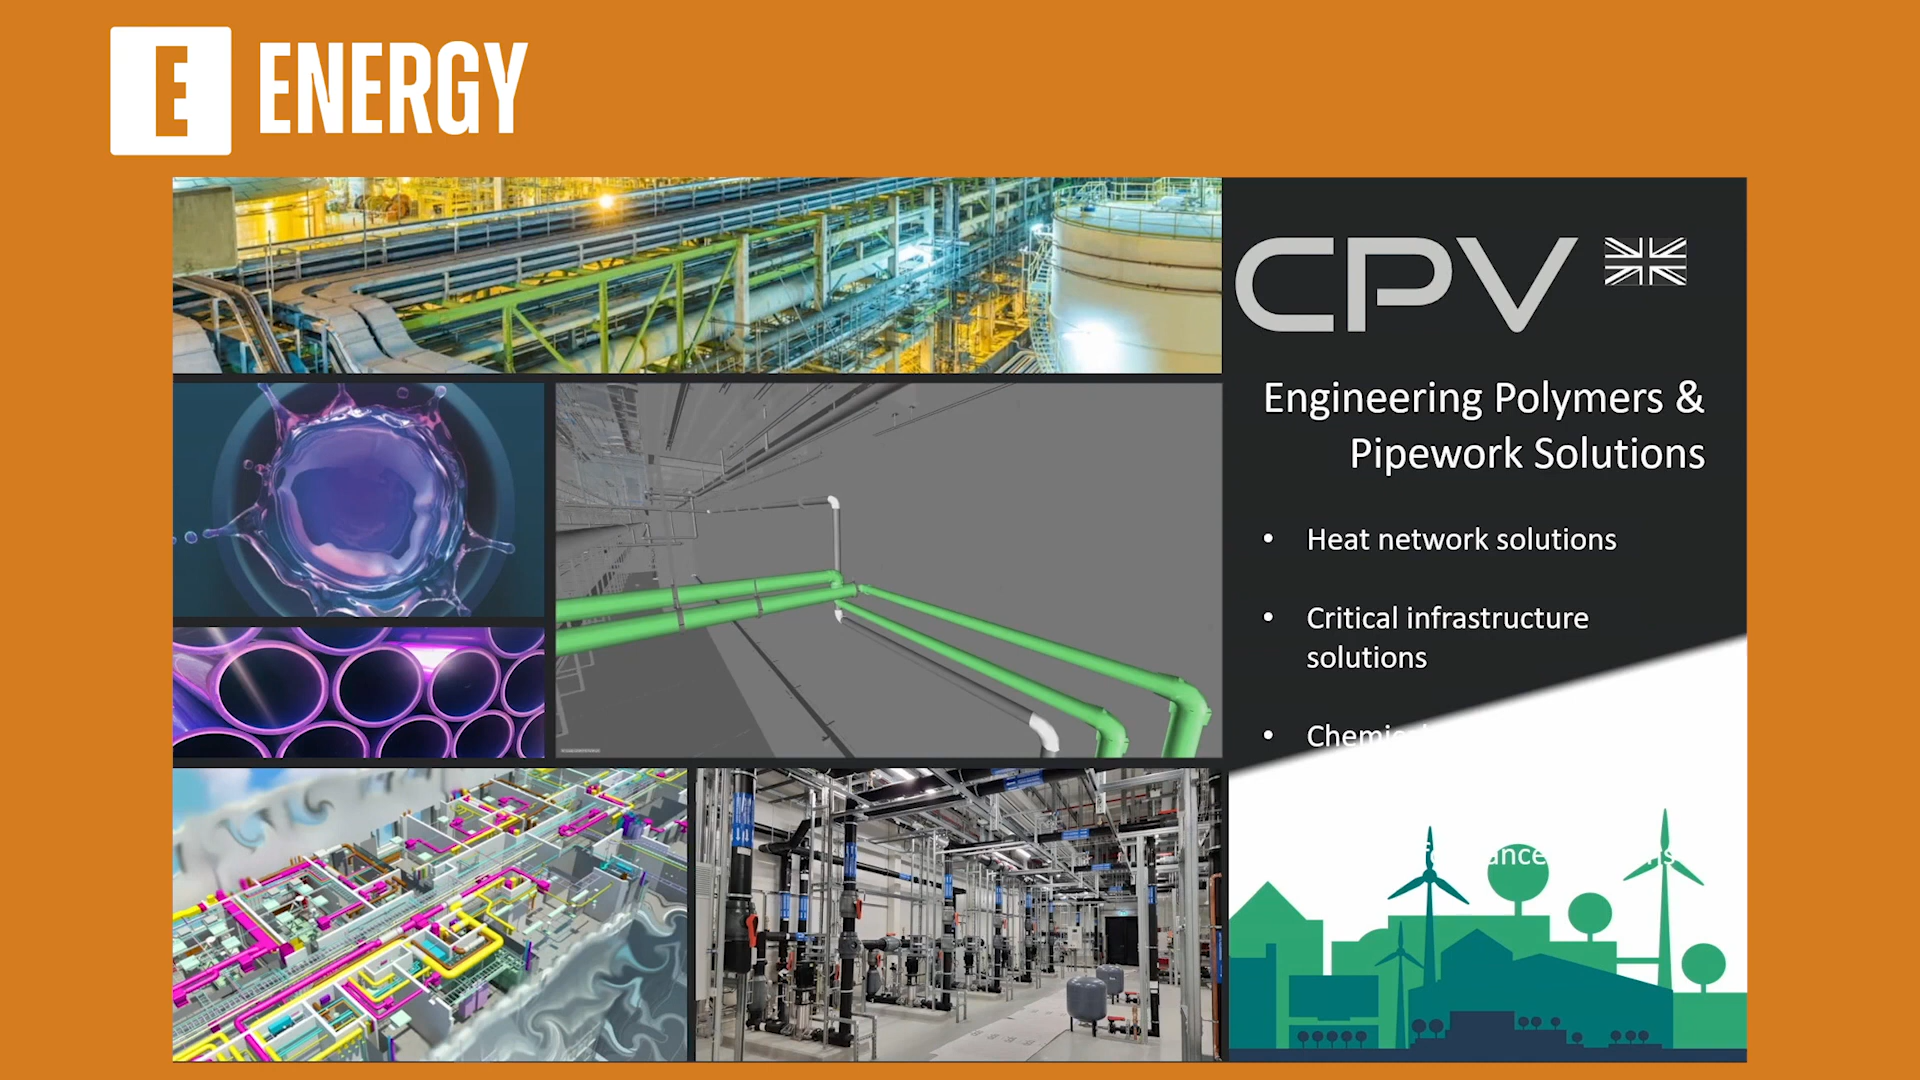 E ENERGY
CPV
Engineering Polymers &
Pipework Solutions
• Heat network solutions
• Critical infrastructure
solutions
•